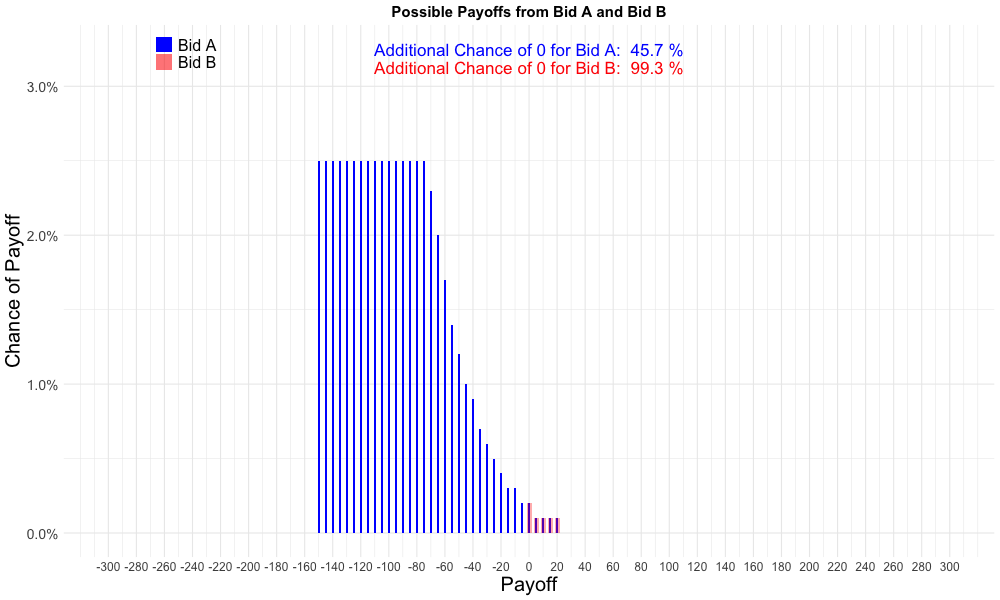 Possible Payoffs from Bid A and Bid B
Bid A
Bid B
Additional Chance of 0 for Bid A:  45.7 %
Additional Chance of 0 for Bid B:  99.3 %
Chance of Payoff
3.0%
2.0%
1.0%
0.0%
-300 -280 -260 -240 -220 -200 -180 -160 -140 -120 -100 -80 -60 -40 -20 0 20 40 60 80 100 120 140 160 180 200 220 240 260 280 300
Payoff